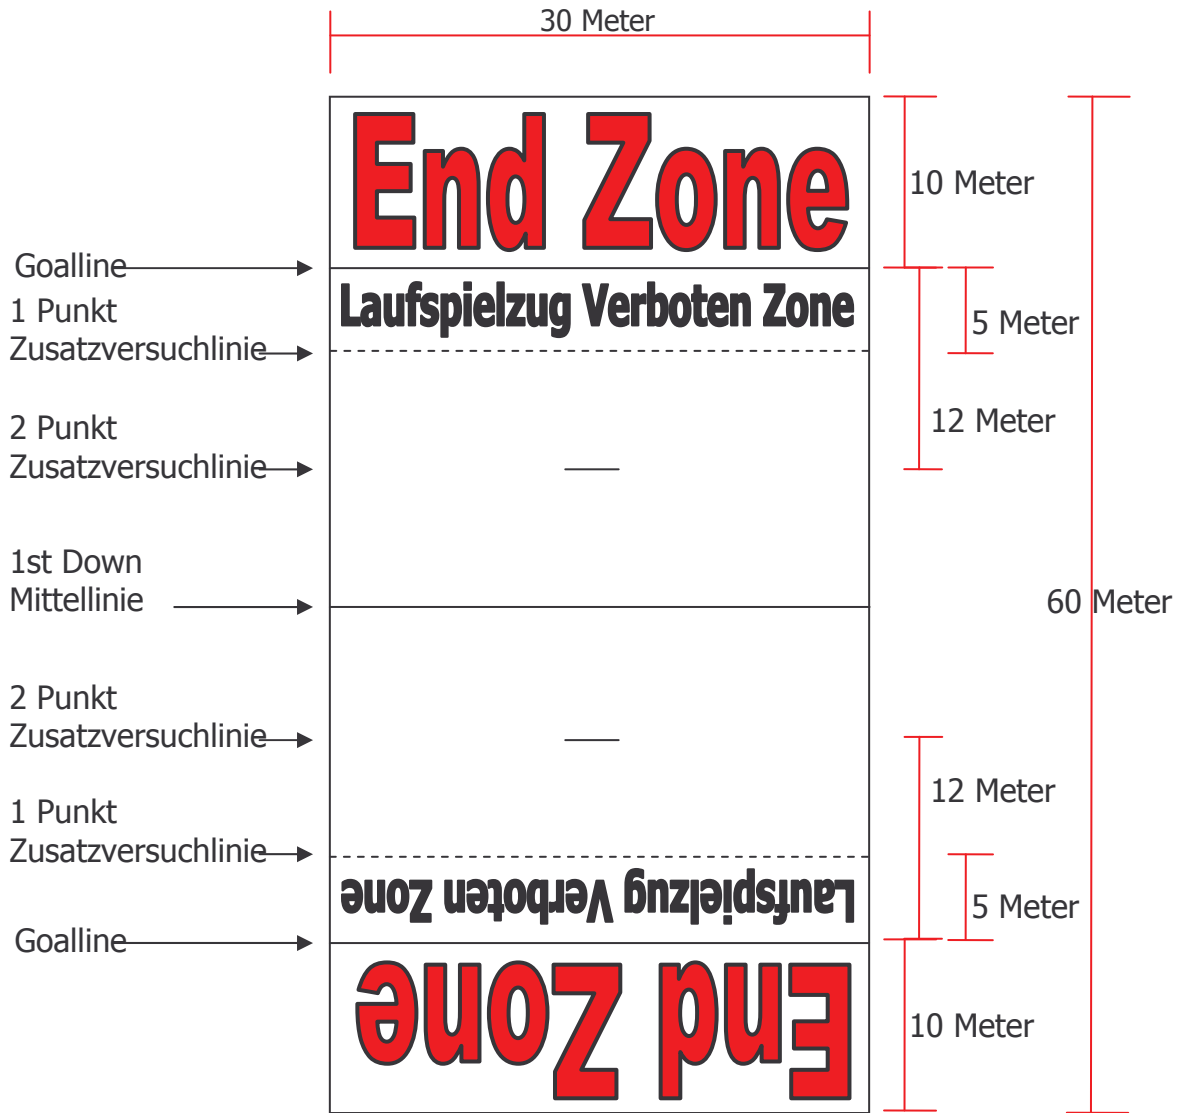 30 Meter
End Zone
10 Meter
Goalline
Laufspielzug Verboten Zone
1 Punkt
Zusatzversuchlinie
5 Meter
12 Meter
2 Punkt
Zusatzversuchlinie
1st Down
Mittellinie
60 Meter
2 Punkt
Zusatzversuchlinie
12 Meter
1 Punkt
Zusatzversuchlinie
Laufspielzug Verboten Zone
5 Meter
Goalline
End Zone
10 Meter